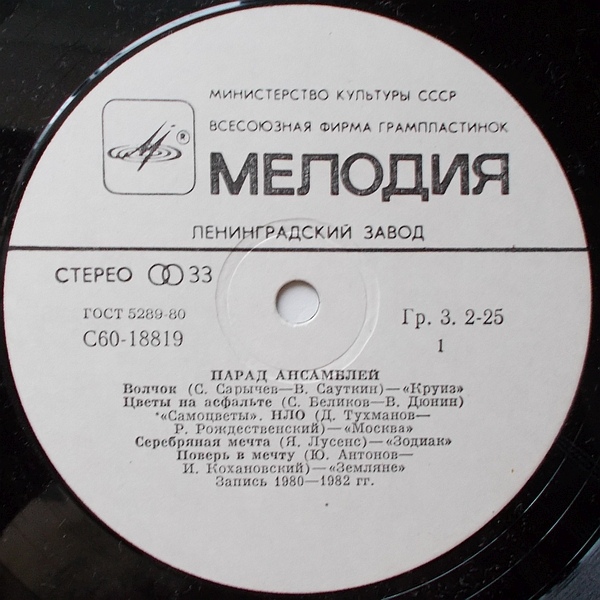 МИНИСТЕРСТВО КУЛЬТУРЫ СССР
ВСЕСОЮЗНАЯ ФИРМА ГРАМПЛАСТИНОК
®
МЕЛОДИЯ
ЛЕНИНГРАДСКИЙ ЗАВОД
СТЕРЕО 33
ГОСТ 5289-80
Гр. 3. 2-25
С60-18819
1
ПАРАД АНСАМБЛЕЙ
Волчок (С. Сарычев—В. Сауткин)—«Круиз»
Цветы на асфальте (С. Беликов—В. Дюнин)
«Самоцветы». НЛО (Д. Тухманов—
Р. Рождественский)—«Москва»
Серебряная мечта (Я. Лусенс)—«Зодиак»
Поверь в мечту (Ю. Антонов—
И. Кохановский)—«Земляне»
Запись 1980—1982 гг.